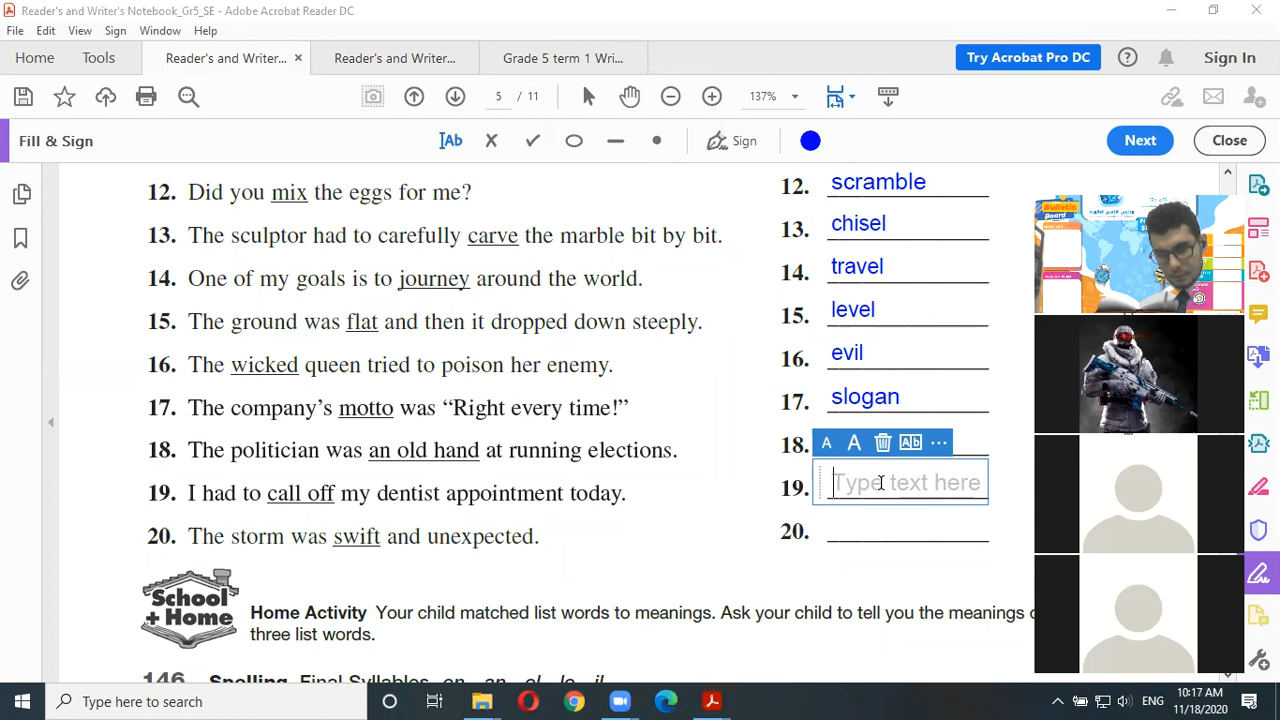 Reader's and Writer's Notebook_Gr5_SE - Adobe Acrobat Reader DC
File Edit View Sign Window Help
Home Tools Reader's and Writer... × Reader's and Writer... Grade 5 term 1 Wri... Try Acrobat Pro DC Sign In
5 / 11 137%
Fill & Sign Ab Sign Next Close
12. Did you mix the eggs for me? 12. scramble
13. The sculptor had to carefully carve the marble bit by bit. 13. chisel
14. One of my goals is to journey around the world. 14. travel
15. The ground was flat and then it dropped down steeply. 15. level
16. The wicked queen tried to poison her enemy. 16. evil
17. The company's motto was “Right every time!” 17. slogan
18. The politician was an old hand at running elections. 18.
A A Ab ...
19. I had to call off my dentist appointment today. 19. Type text here
20. The storm was swift and unexpected. 20.
School + Home
Home Activity Your child matched list words to meanings. Ask your child to tell you the meanings
three list words.
146 Spelling Final Syllables
Bulletin Board
Type here to search
ENG
10:17 AM
11/18/2020